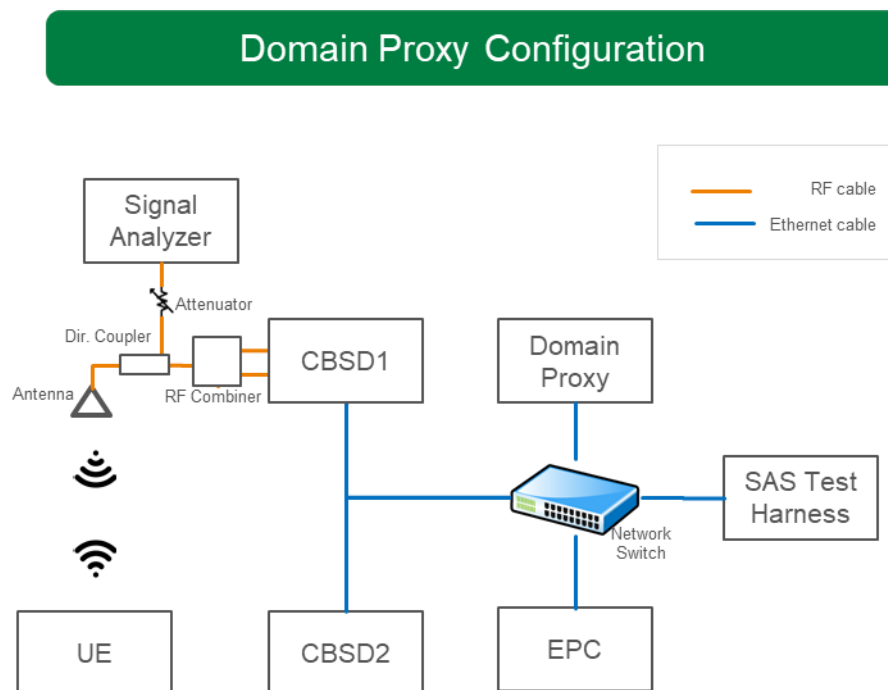 Domain Proxy Configuration
RF cable
Ethernet cable
Signal
Analyzer
Attenuator
Dir. Coupler
Antenna
RF Combiner
CBSD1
Domain
Proxy
SAS Test
Harness
Network
Switch
UE
CBSD2
EPC